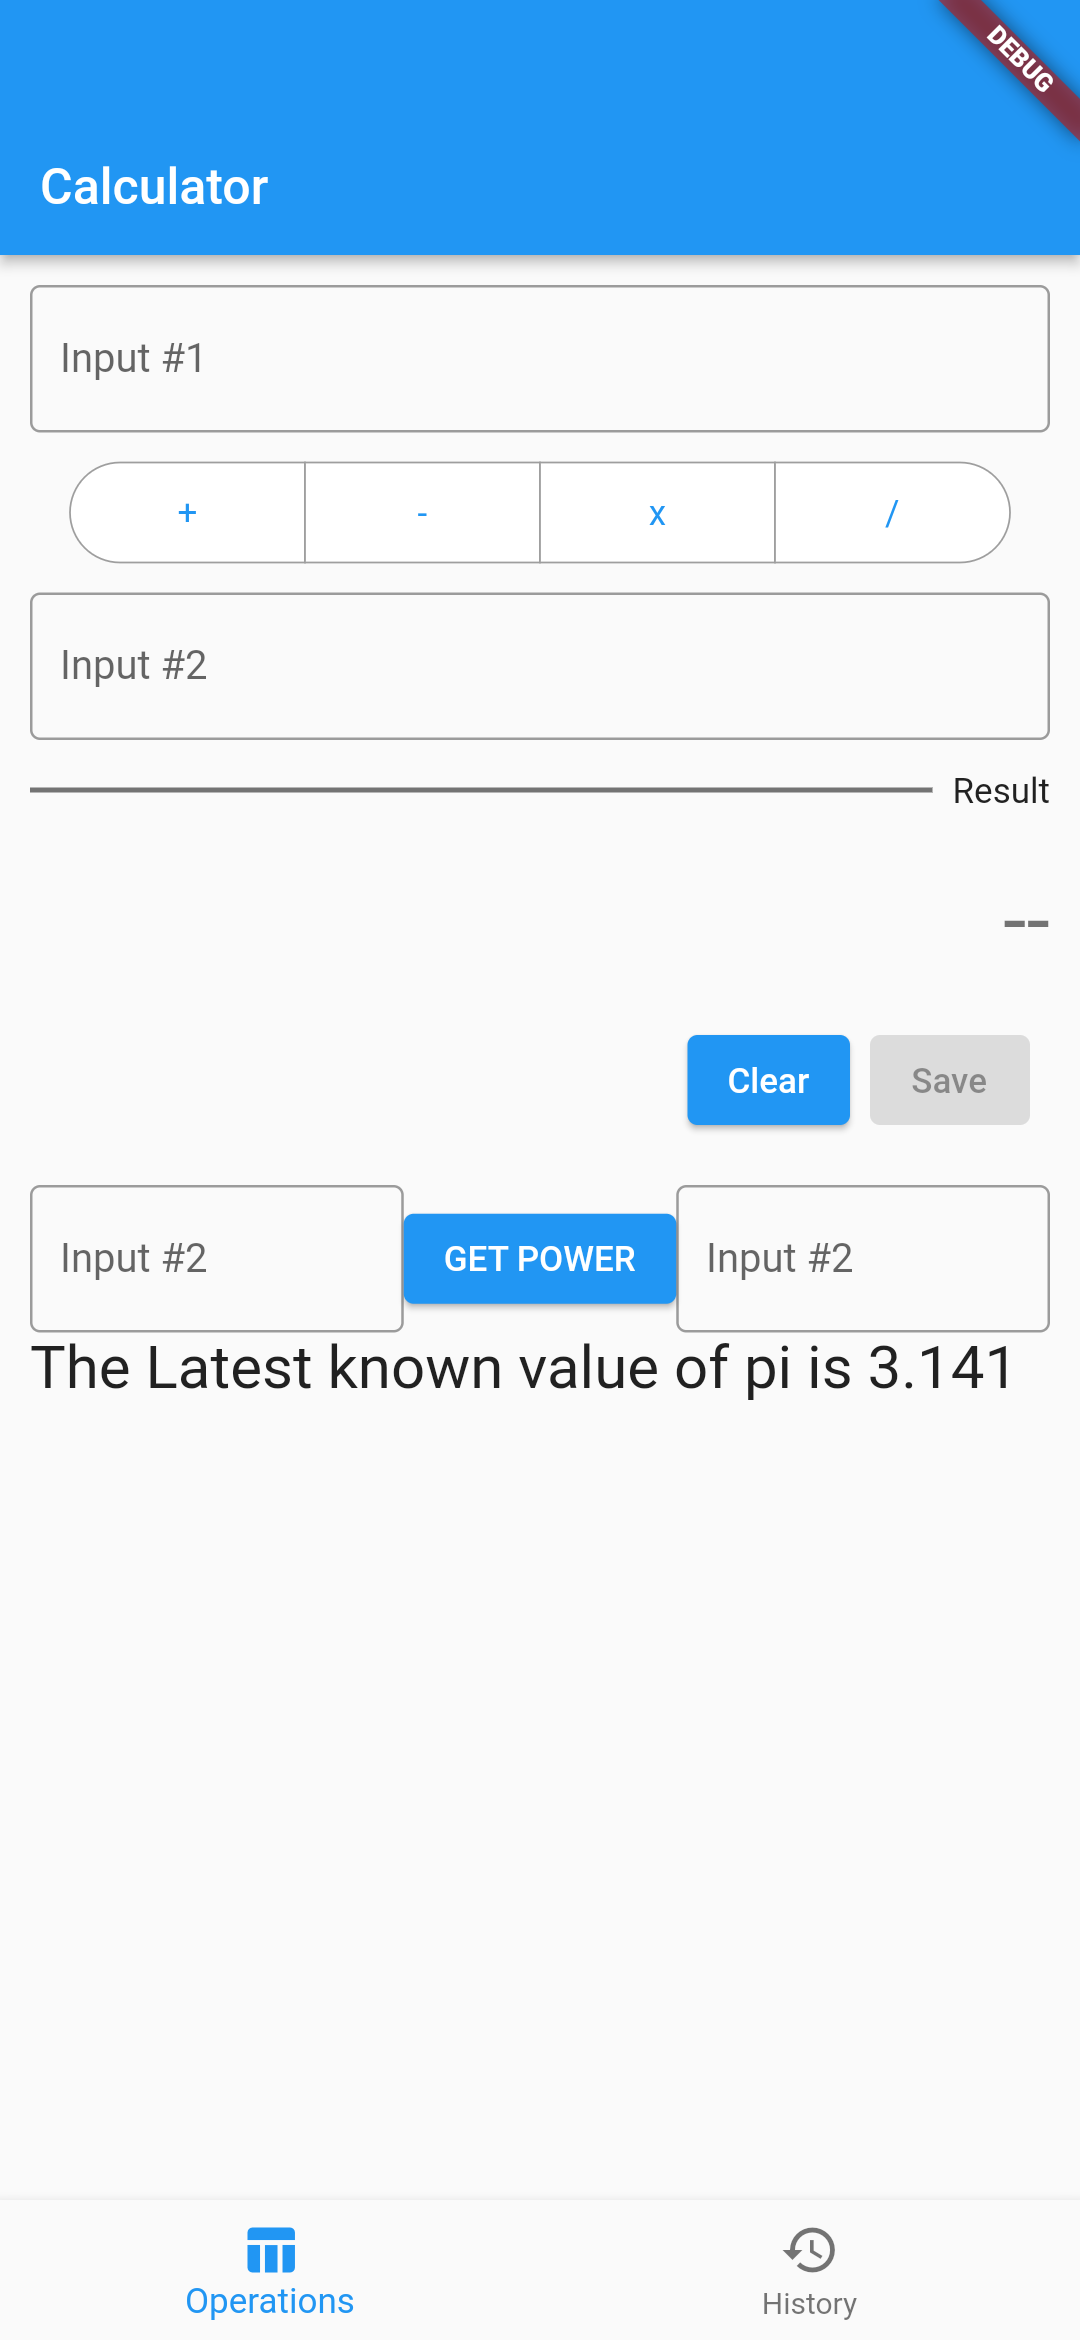 DEBUG
Calculator
Input #1
+ - x /
Input #2
Result
--
Clear Save
Input #2 GET POWER Input #2
The Latest known value of pi is 3.141
Operations History